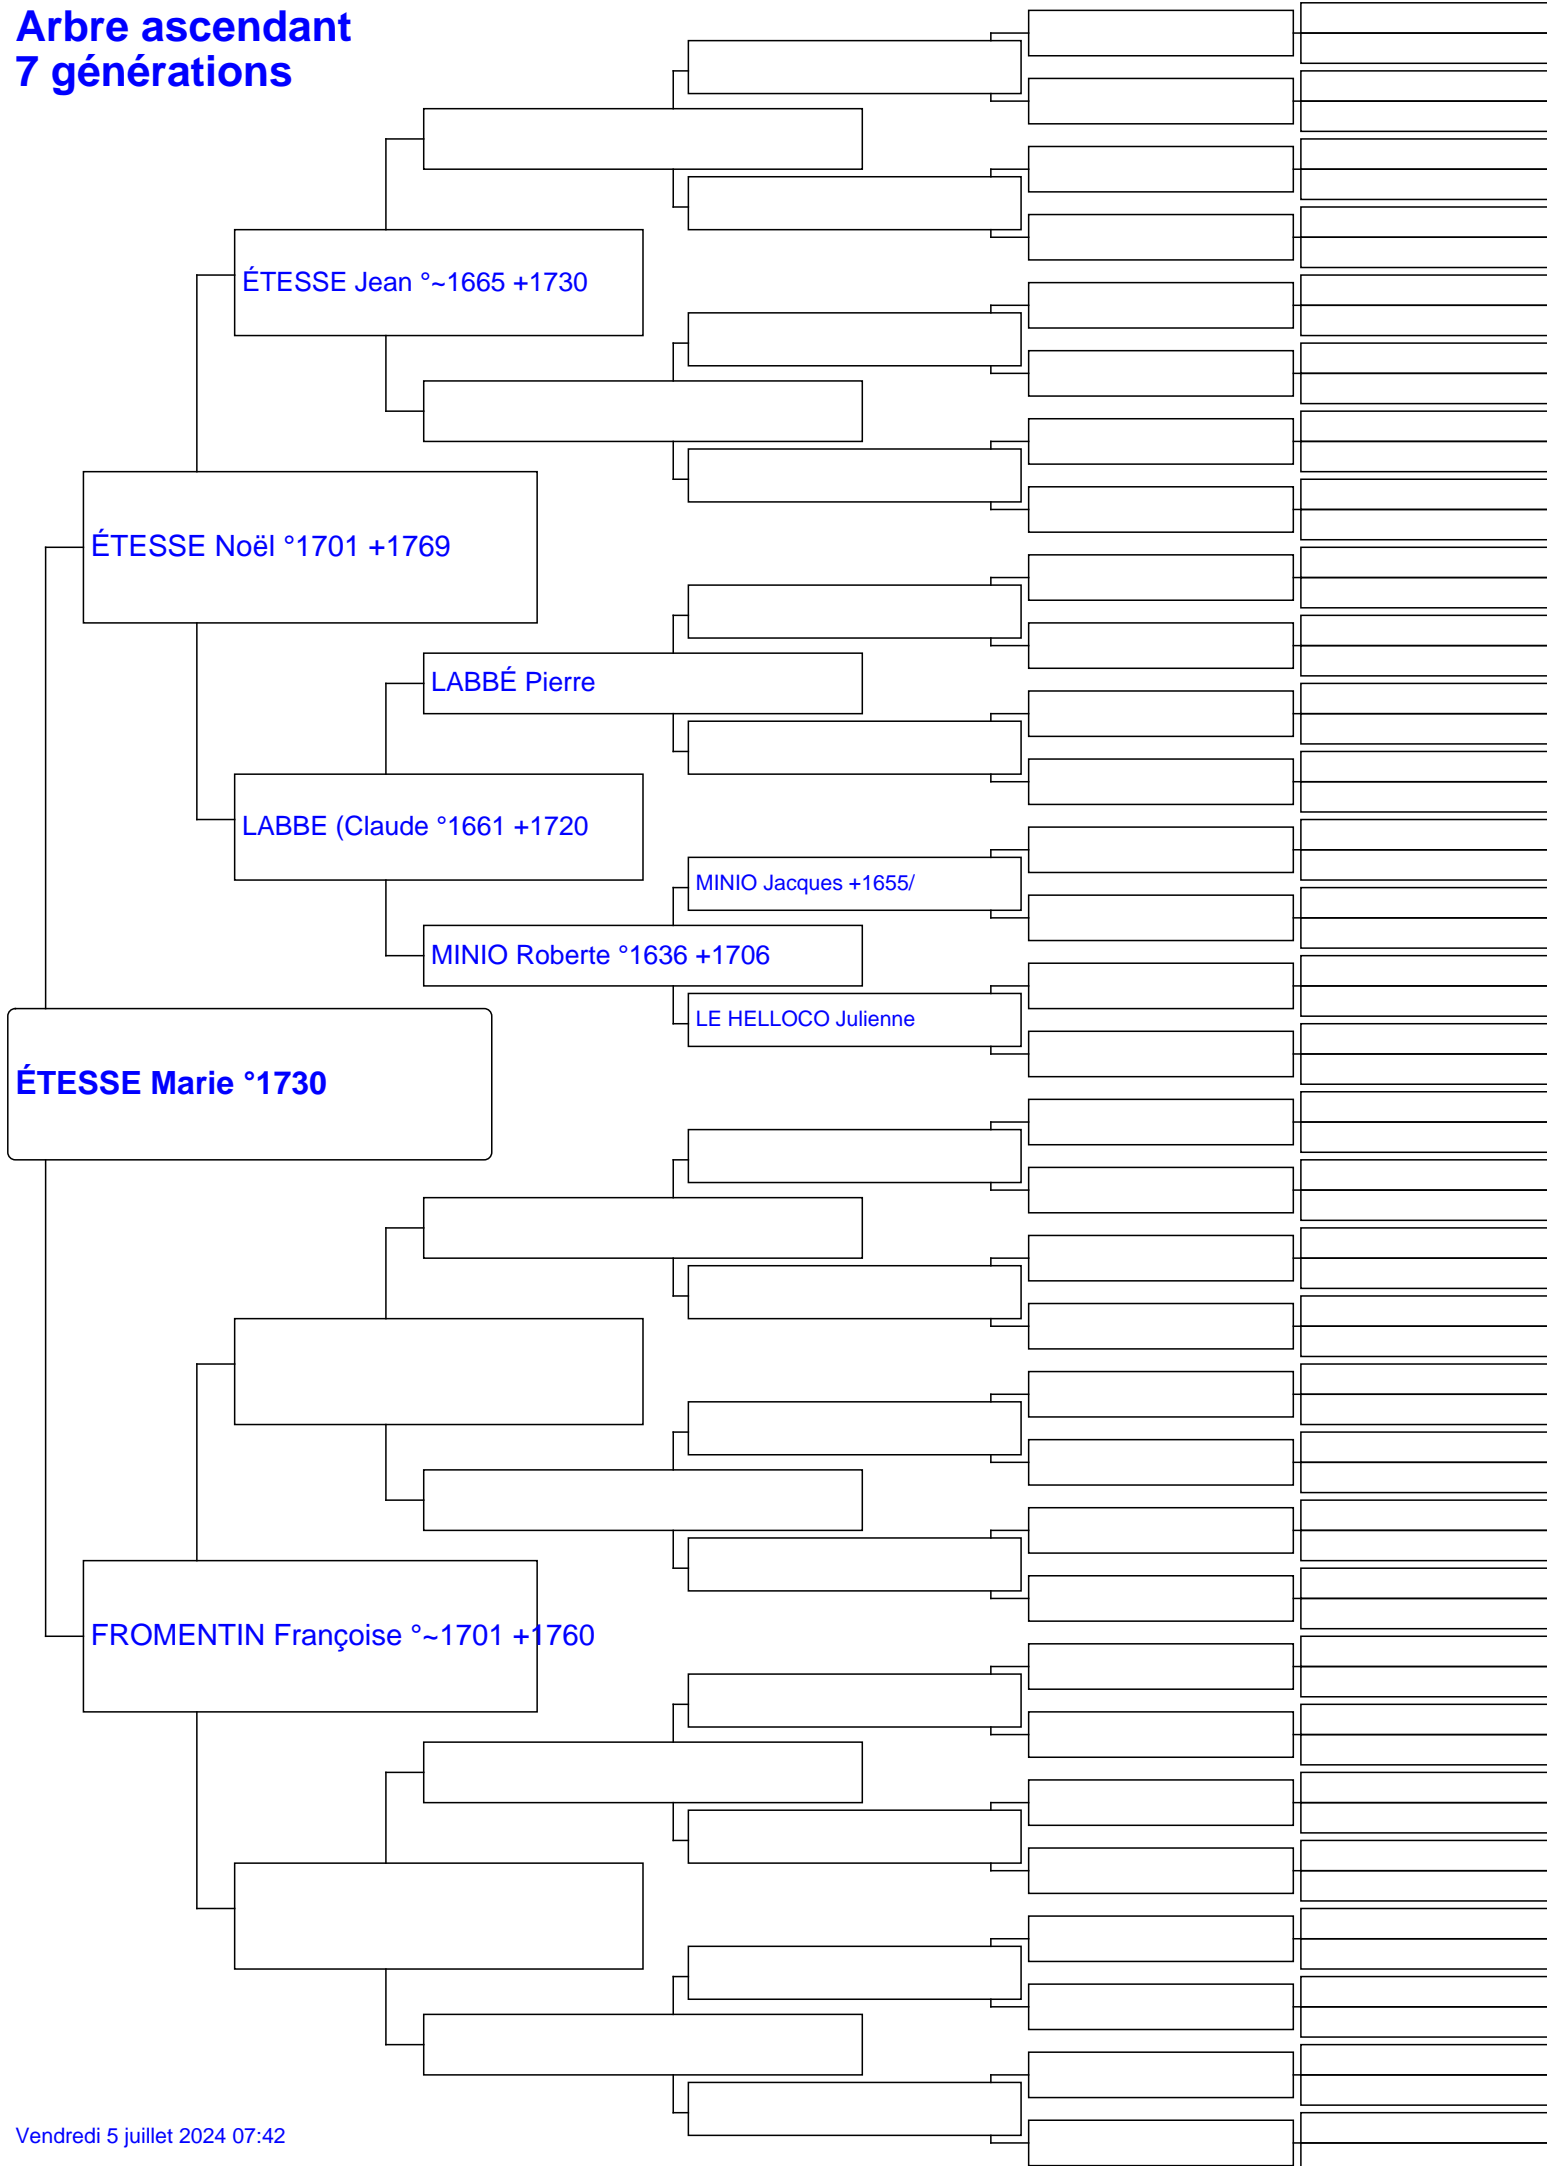 Arbre ascendant
7 générations
ÉTESSE Jean °~1665 +1730
ÉTESSE Noël °1701 +1769
LABBÉ Pierre
LABBE (Claude °1661 +1720
MINIO Jacques +1655/
MINIO Roberte °1636 +1706
LE HELLOCO Julienne
ÉTESSE Marie °1730
FROMENTIN Françoise °~1701 +1760
Vendredi 5 juillet 2024 07:42